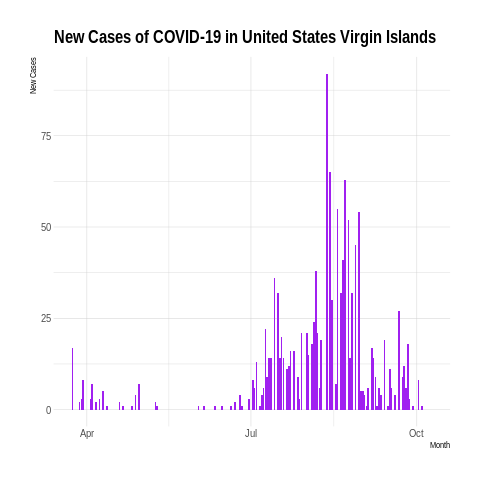 New Cases of COVID-19 in United States Virgin Islands
New Cases
75
50
25
0
Apr
Jul
Oct
Month